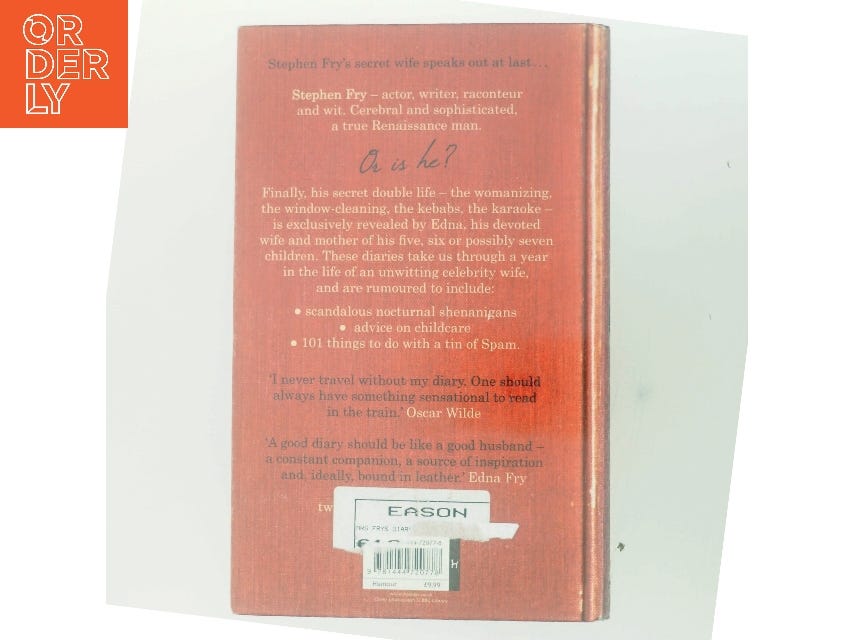 OR
DER
LY
Stephen Fry's secret wife speaks out at last...
Stephen Fry – actor, writer, raconteur
and wit. Cerebral and sophisticated,
a true Renaissance man.
Or is he?
Finally, his secret double life – the womanizing,
the window-cleaning, the kebabs, the karaoke –
is exclusively revealed by Edna, his devoted
wife and mother of his five, six or possibly seven
children. These diaries take us through a year
in the life of an unwitting celebrity wife,
and are rumoured to include:
• scandalous nocturnal shenanigans
• advice on childcare
• 101 things to do with a tin of Spam.
'I never travel without my diary. One should
always have something sensational to read
in the train.' Oscar Wilde
'A good diary should be like a good husband –
a constant companion, a source of inspiration
and, ideally, bound in leather.' Edna Fry
tw
EASON
MRS FRYS DIAR
9 781444 720778
H
Humour £9.99